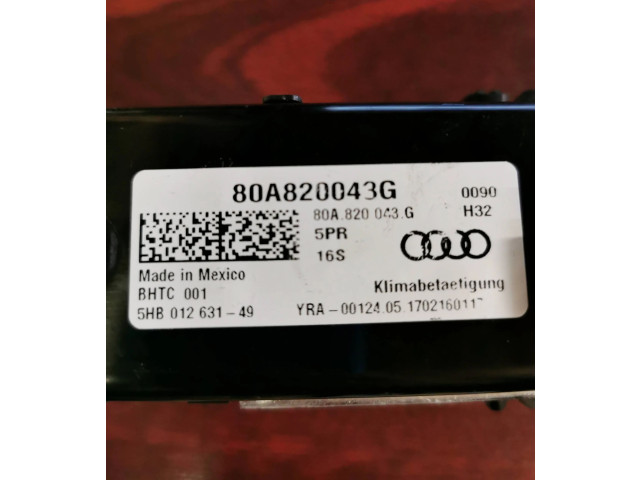 80A820043G 0090
80A.820 043.G H32
5PR
16S
Made in Mexico
BHTC 001 Klimabetaetigung
5HB 012 631-49 YRA-00124.05.1702160117